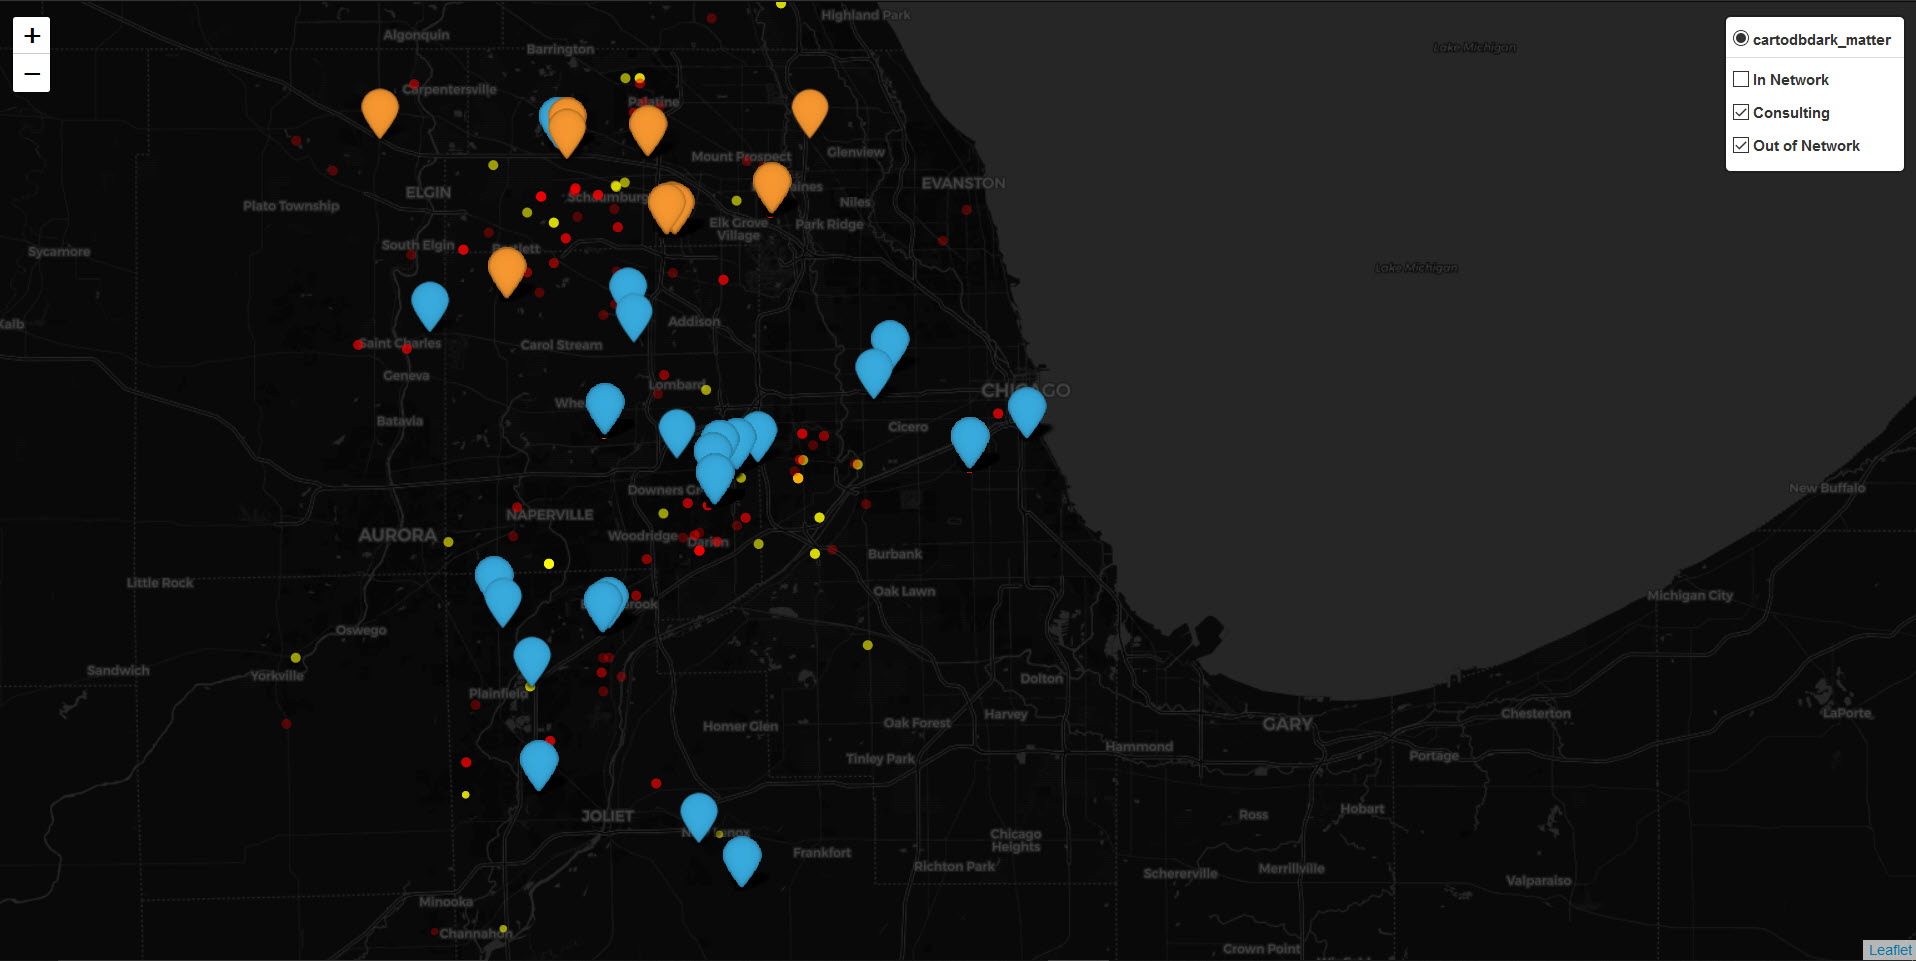 +
−
cartodbdark_matter
In Network
Consulting
Out of Network
Highland Park
Algonquin
Barrington
Lake Michigan
Carpentersville
Palatine
Mount Prospect
Glenview
EVANSTON
ELGIN
Schaumburg
Niles
Plato Township
Elk Grove
Village
Park Ridge
South Elgin
Bartlett
Sycamore
Lake Michigan
Addison
Kalb
Saint Charles
Carol Stream
Geneva
Lombard
CHICAGO
Batavia
Cicero
Downers Gr
New Buffalo
NAPERVILLE
AURORA
Woodridge
Darien
Burbank
Little Rock
Oak Lawn
Michigan City
Oswego
Sandwich
Yorkville
Dolton
Plainfield
Harvey
Chesterton
LaPorte
Homer Glen
Oak Forest
GARY
Hammond
Portage
Tinley Park
JOLIET
Ross
Hobart
Chicago
Heights
Frankfort
Richton Park
Schererville
Merrillville
Valparaiso
Minooka
Channahon
Crown Point
Leaflet